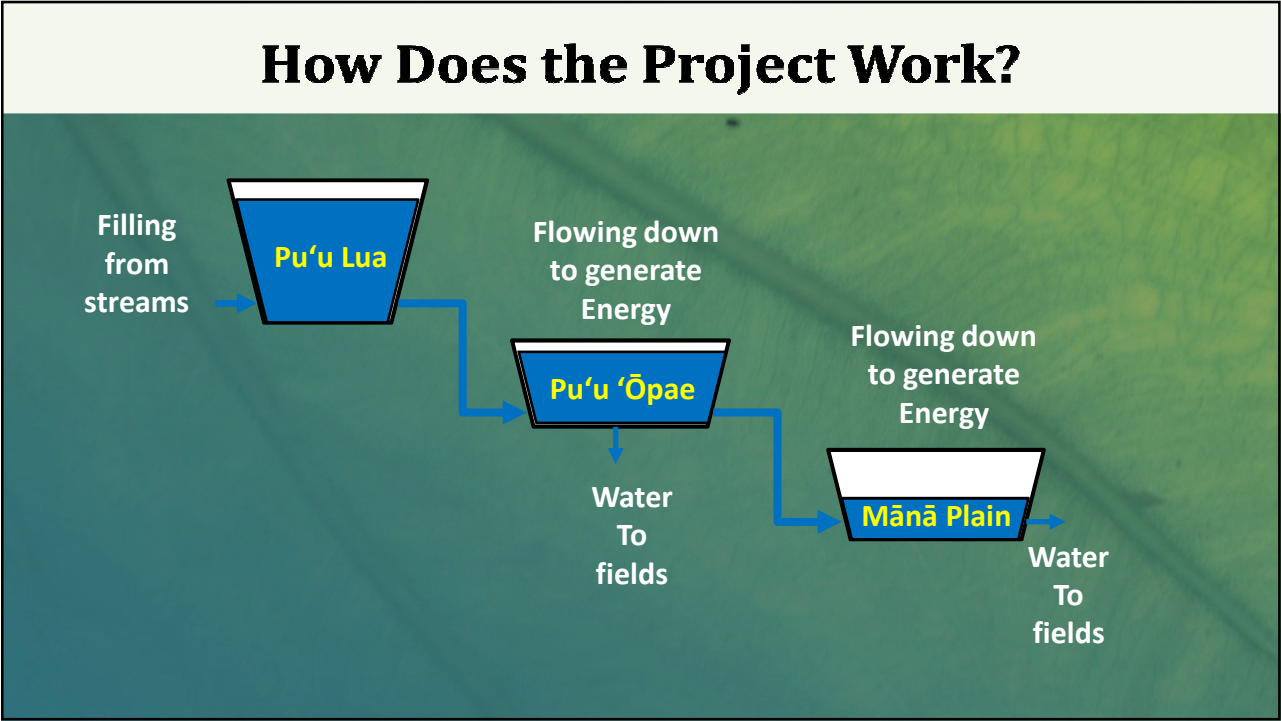 How Does the Project Work?
Filling
from
streams
Pu‘u Lua
Flowing down
to generate
Energy
Pu‘u ‘Ōpae
Water
To
fields
Flowing down
to generate
Energy
Mānā Plain
Water
To
fields